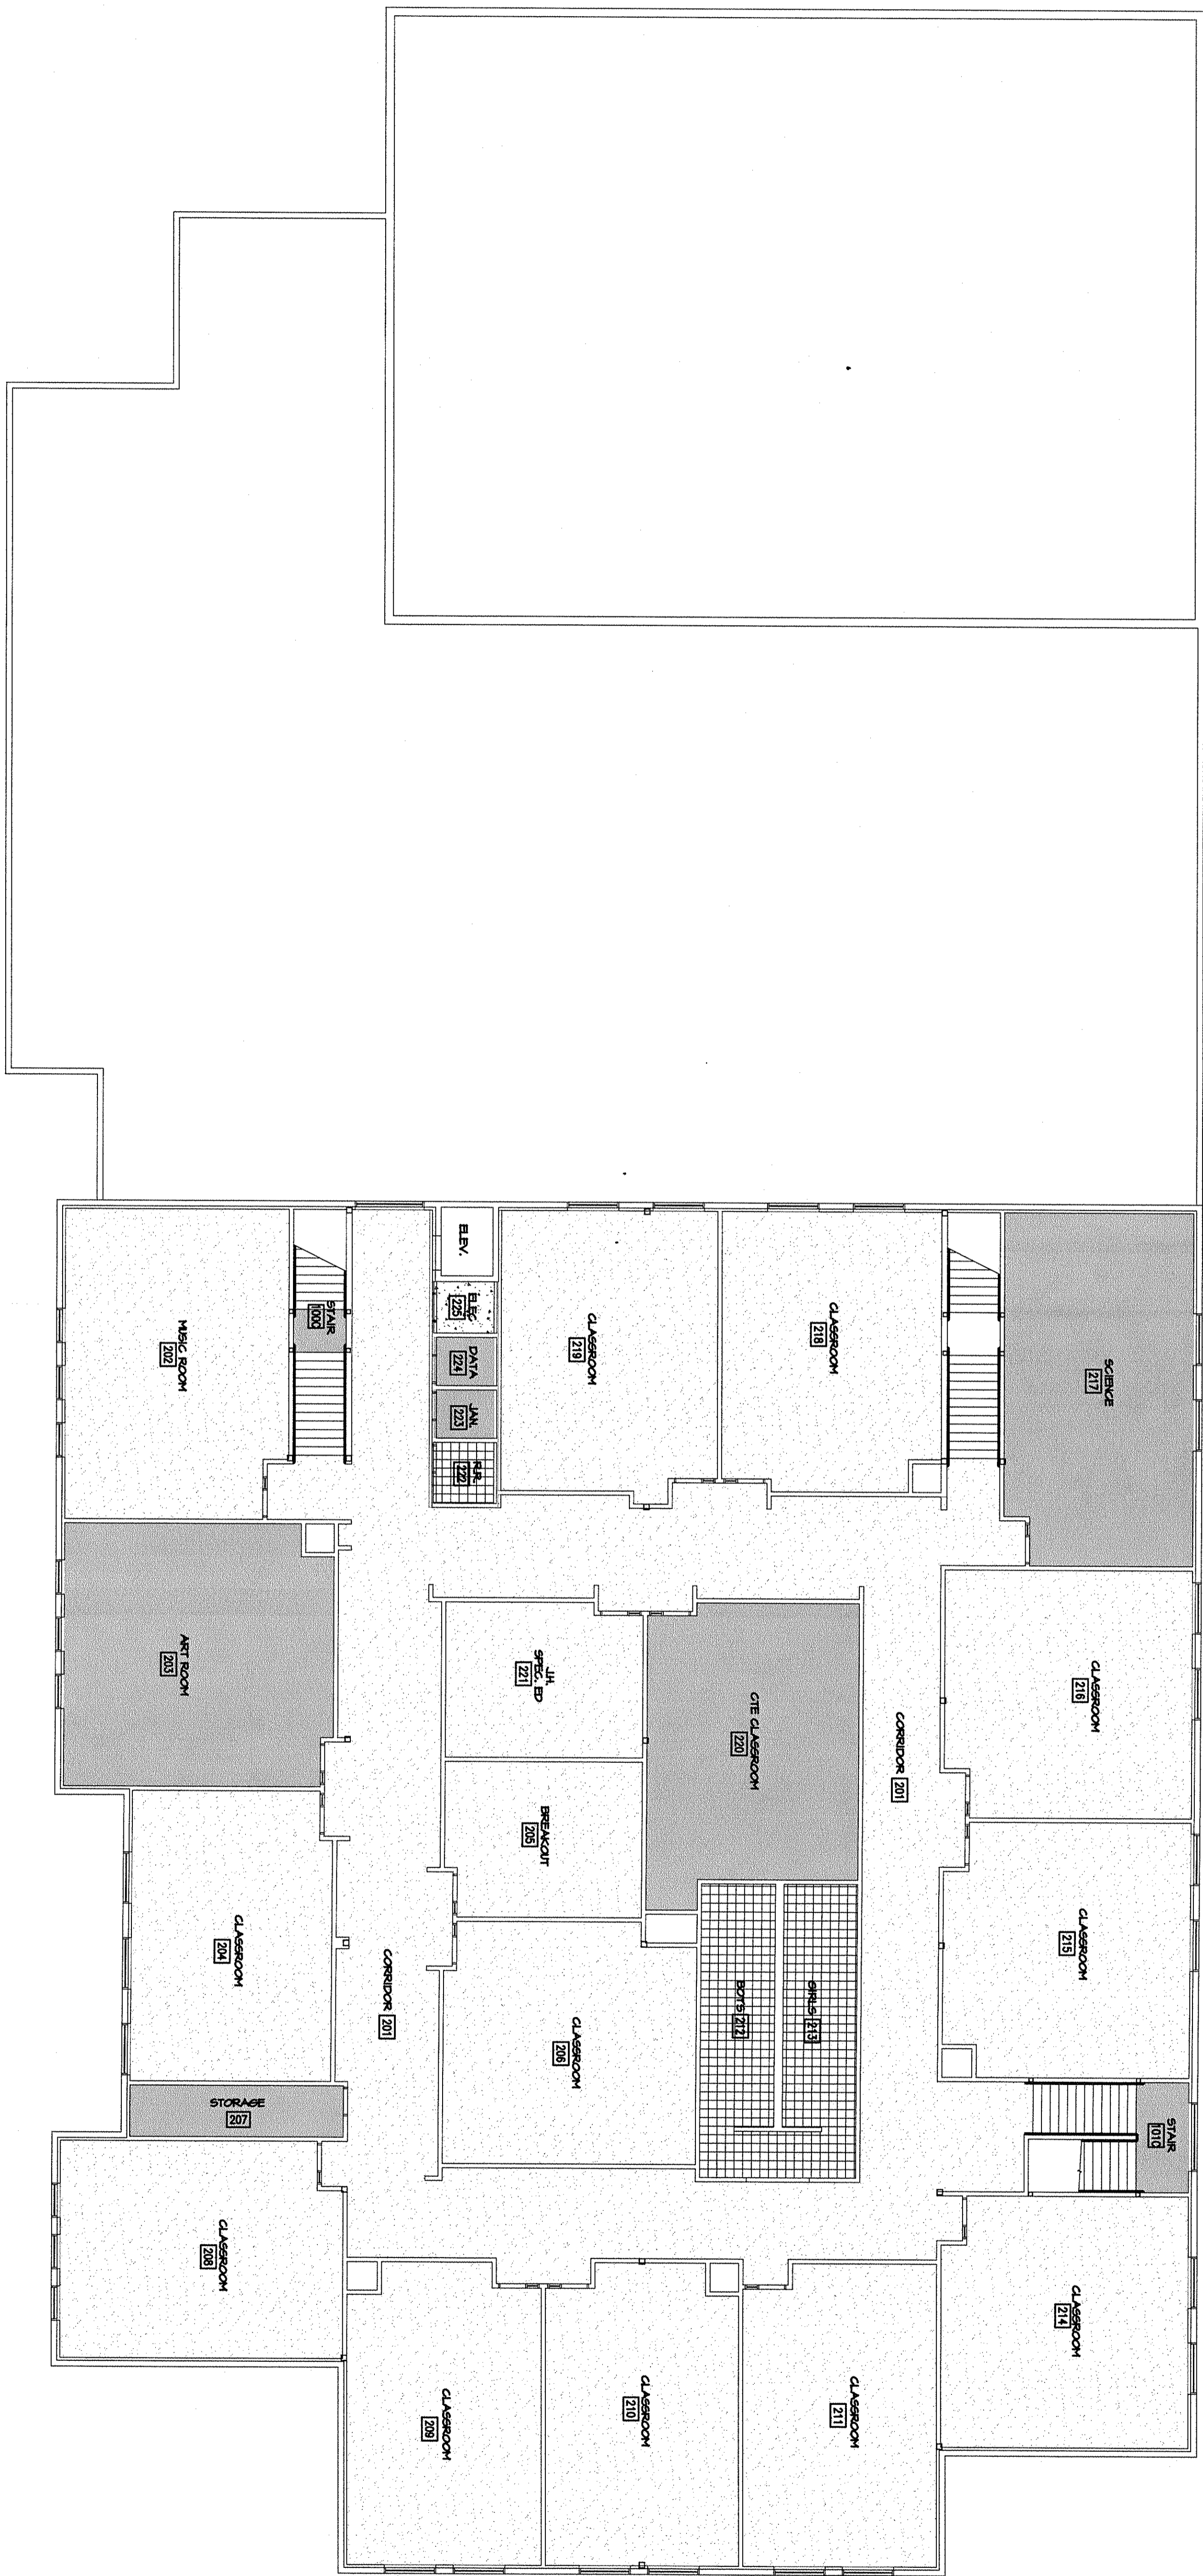 SCIENCE
217
CLASSROOM
216
CLASSROOM
215
STAIR
101C
CLASSROOM
214
CORRIDOR 201
CLASSROOM
218
CLASSROOM
219
CTE CLASSROOM
220
GIRLS 213
BOYS 212
CLASSROOM
211
CLASSROOM
210
CLASSROOM
209
ELEV.
ELEC
225
DATA
224
JAN.
223
R.R.
222
J.H.
SPEC. ED
221
BREAKOUT
205
CLASSROOM
206
CORRIDOR 201
STAIR
100C
MUSIC ROOM
202
ART ROOM
203
CLASSROOM
204
STORAGE
207
CLASSROOM
208